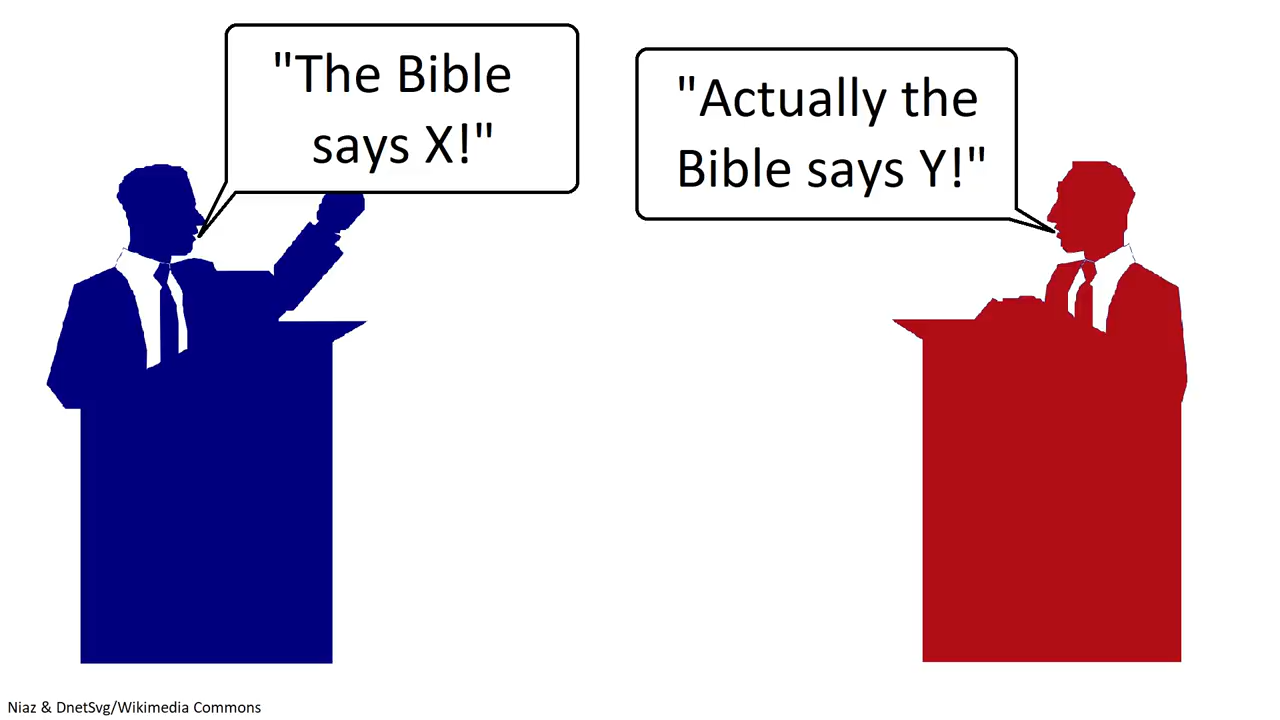 "The Bible
says X!"
"Actually the
Bible says Y!"
Niaz & DnetSvg/Wikimedia Commons